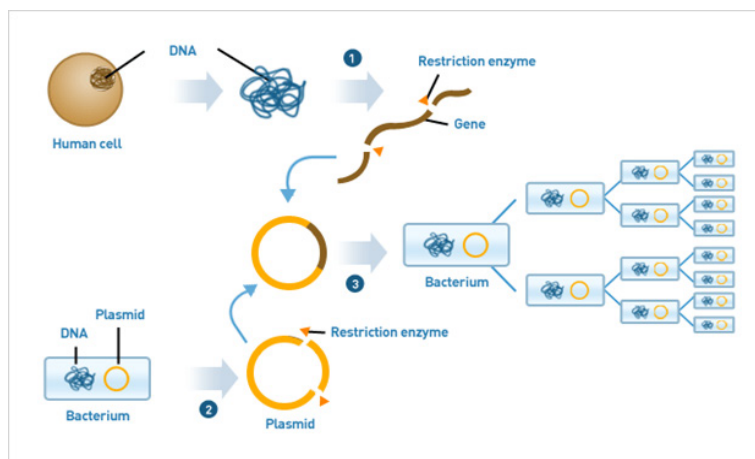 DNA
1
Restriction enzyme
Gene
Human cell
3
Bacterium
Plasmid
DNA
Restriction enzyme
2
Bacterium
Plasmid